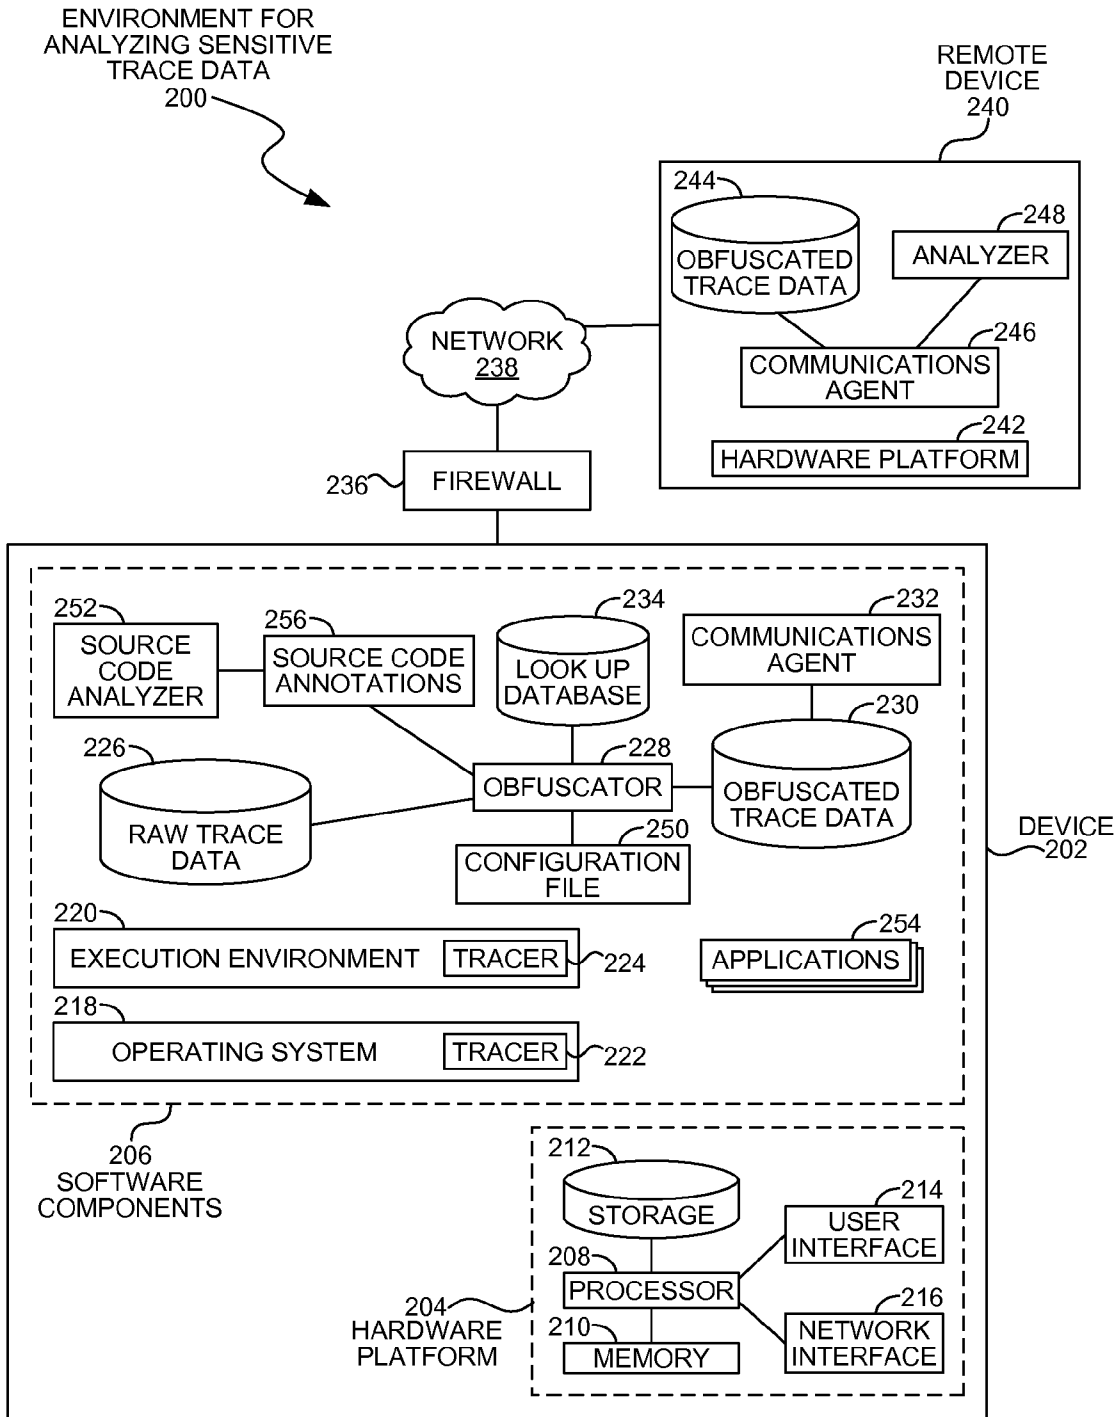 ENVIRONMENT FOR
ANALYZING SENSITIVE
TRACE DATA
200
REMOTE
DEVICE
240
244
OBFUSCATED
TRACE DATA
248
ANALYZER
246
COMMUNICATIONS
AGENT
242
HARDWARE PLATFORM
NETWORK
238
236
FIREWALL
252
SOURCE
CODE
ANALYZER
256
SOURCE CODE
ANNOTATIONS
234
LOOK UP
DATABASE
232
COMMUNICATIONS
AGENT
230
OBFUSCATED
TRACE DATA
226
RAW TRACE
DATA
228
OBFUSCATOR
250
CONFIGURATION
FILE
DEVICE
202
220
EXECUTION ENVIRONMENT
TRACER
224
254
APPLICATIONS
218
OPERATING SYSTEM
TRACER
222
206
SOFTWARE
COMPONENTS
212
STORAGE
214
USER
INTERFACE
208
PROCESSOR
204
HARDWARE
PLATFORM
210
MEMORY
216
NETWORK
INTERFACE